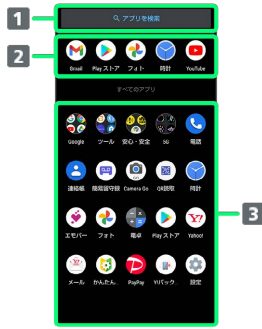 1
アプリを検索
2
Gmail Play ストア フォト 時計 YouTube
すべてのアプリ
Google ツール 安心・安全 5G 電話
連絡帳 簡易留守録 Camera Go QR読取 時計
3
エモパー フォト 電卓 Play ストア Yahoo!
メール かんたん.. PayPay Y!バック.. 設定